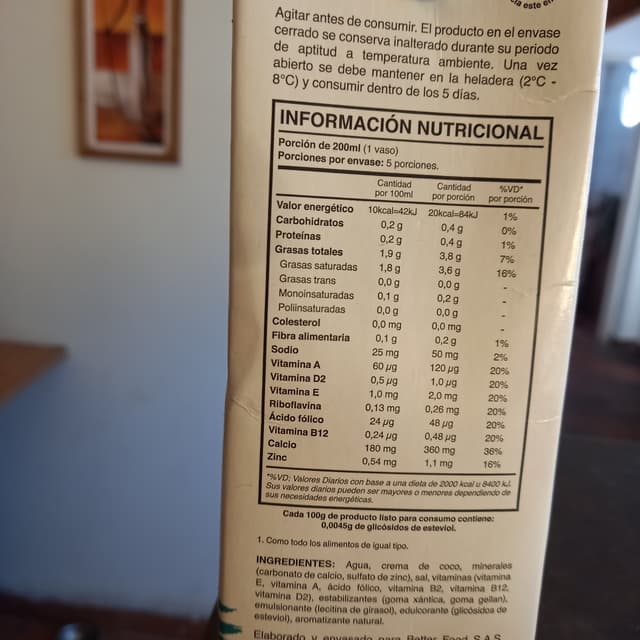 Agitar antes de consumir. El producto en el envase
cerrado se conserva inalterado durante su periodo
de aptitud a temperatura ambiente. Una vez
abierto se debe mantener en la heladera (2°C -
8°C) y consumir dentro de los 5 días.
INFORMACIÓN NUTRICIONAL
Porción de 200ml (1 vaso)
Porciones por envase: 5 porciones.
Cantidad por 100ml Cantidad por porción %VD* por porción
Valor energético 10kcal=42kJ 20kcal=84kJ 1%
Carbohidratos 0,2 g 0,4 g 0%
Proteínas 0,2 g 0,4 g 1%
Grasas totales 1,9 g 3,8 g 7%
Grasas saturadas 1,8 g 3,6 g 16%
Grasas trans 0,0 g 0,0 g -
Monoinsaturadas 0,1 g 0,2 g -
Poliinsaturadas 0,0 g 0,0 g -
Colesterol 0,0 mg 0,0 mg -
Fibra alimentaria 0,1 g 0,2 g 1%
Sodio 25 mg 50 mg 2%
Vitamina A 60 µg 120 µg 20%
Vitamina D2 0,5 µg 1,0 µg 20%
Vitamina E 1,0 mg 2,0 mg 20%
Riboflavina 0,13 mg 0,26 mg 20%
Ácido fólico 24 µg 48 µg 20%
Vitamina B12 0,24 µg 0,48 µg 20%
Calcio 180 mg 360 mg 36%
Zinc 0,54 mg 1,1 mg 16%
*%VD: Valores Diarios con base a una dieta de 2000 kcal u 8400 kJ.
Sus valores diarios pueden ser mayores o menores dependiendo de
sus necesidades energéticas.
Cada 100g de producto listo para consumo contiene:
0,0045g de glicósidos de esteviol.
1. Como todo los alimentos de igual tipo.
INGREDIENTES: Agua, crema de coco, minerales
(carbonato de calcio, sulfato de zinc), sal, vitaminas (vitamina
E, vitamina A, ácido fólico, vitamina B2, vitamina B12,
vitamina D2), estabilizantes (goma xántica, goma gellan),
emulsionante (lecitina de girasol), edulcorante (glicósidos de
esteviol), aromatizante natural.
Elaborado y envasado para Better Food S.A.S.